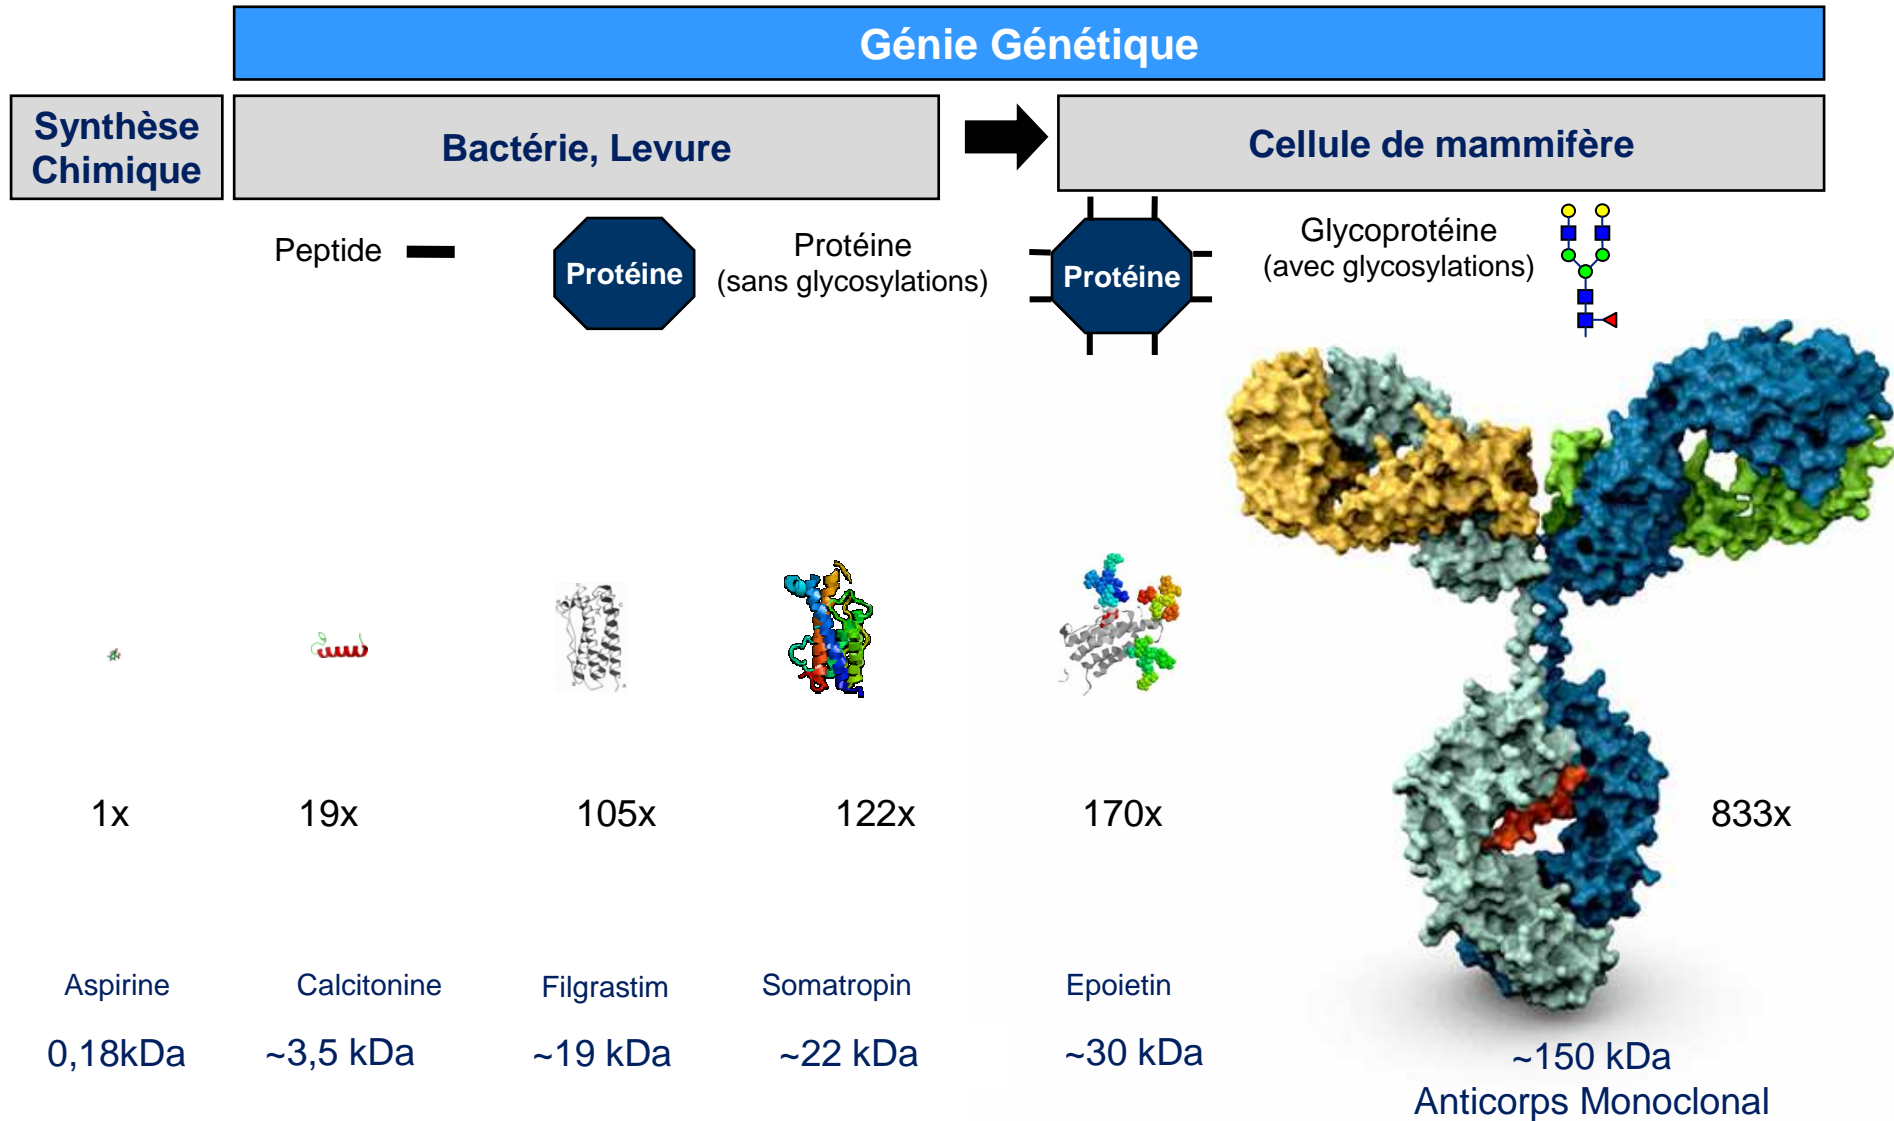 Génie Génétique
Synthèse
Chimique
Bactérie, Levure
Cellule de mammifère
Peptide
Protéine
Protéine
(sans glycosylations)
Protéine
Glycoprotéine
(avec glycosylations)
1x
19x
105x
122x
170x
833x
Aspirine
Calcitonine
Filgrastim
Somatropin
Epoietin
0,18kDa
~3,5 kDa
~19 kDa
~22 kDa
~30 kDa
~150 kDa
Anticorps Monoclonal